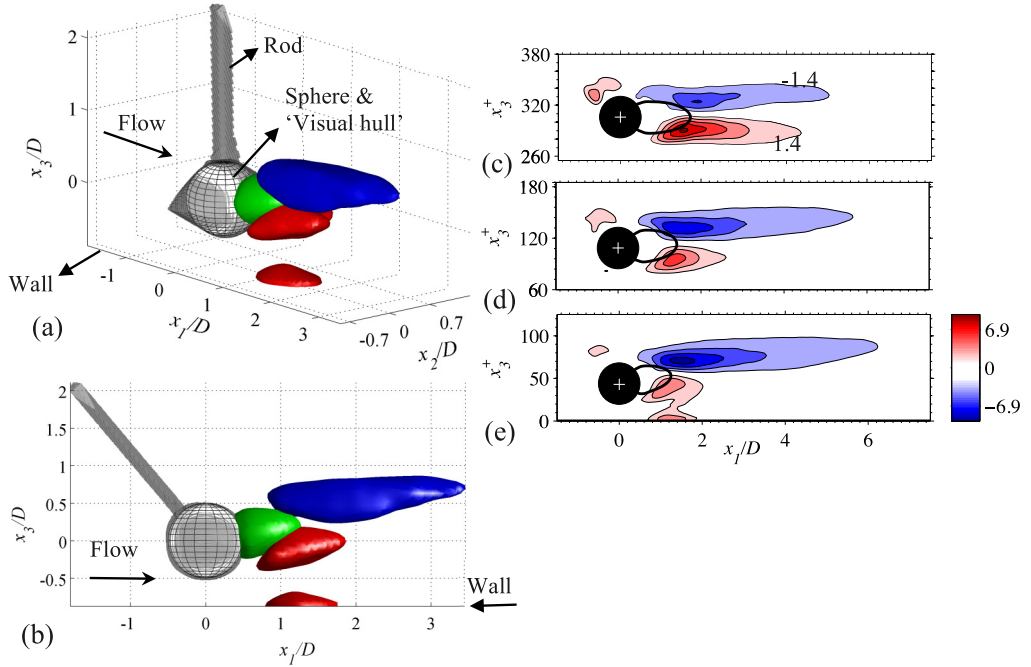 2
Rod
1
Sphere &
'Visual hull'
Flow
x3/D
0
Wall
-1
0
1
2
3
x1/D
-0.7
0
0.7
x2/D
(a)
2
1.5
1
0.5
0
-0.5
x3/D
Flow
Wall
-1
0
1
2
3
x1/D
(b)
380
320
260
x3+
-1.4
1.4
(c)
180
120
60
x3+
(d)
100
50
0
x3+
(e)
0
2
4
6
x1/D
6.9
0
−6.9